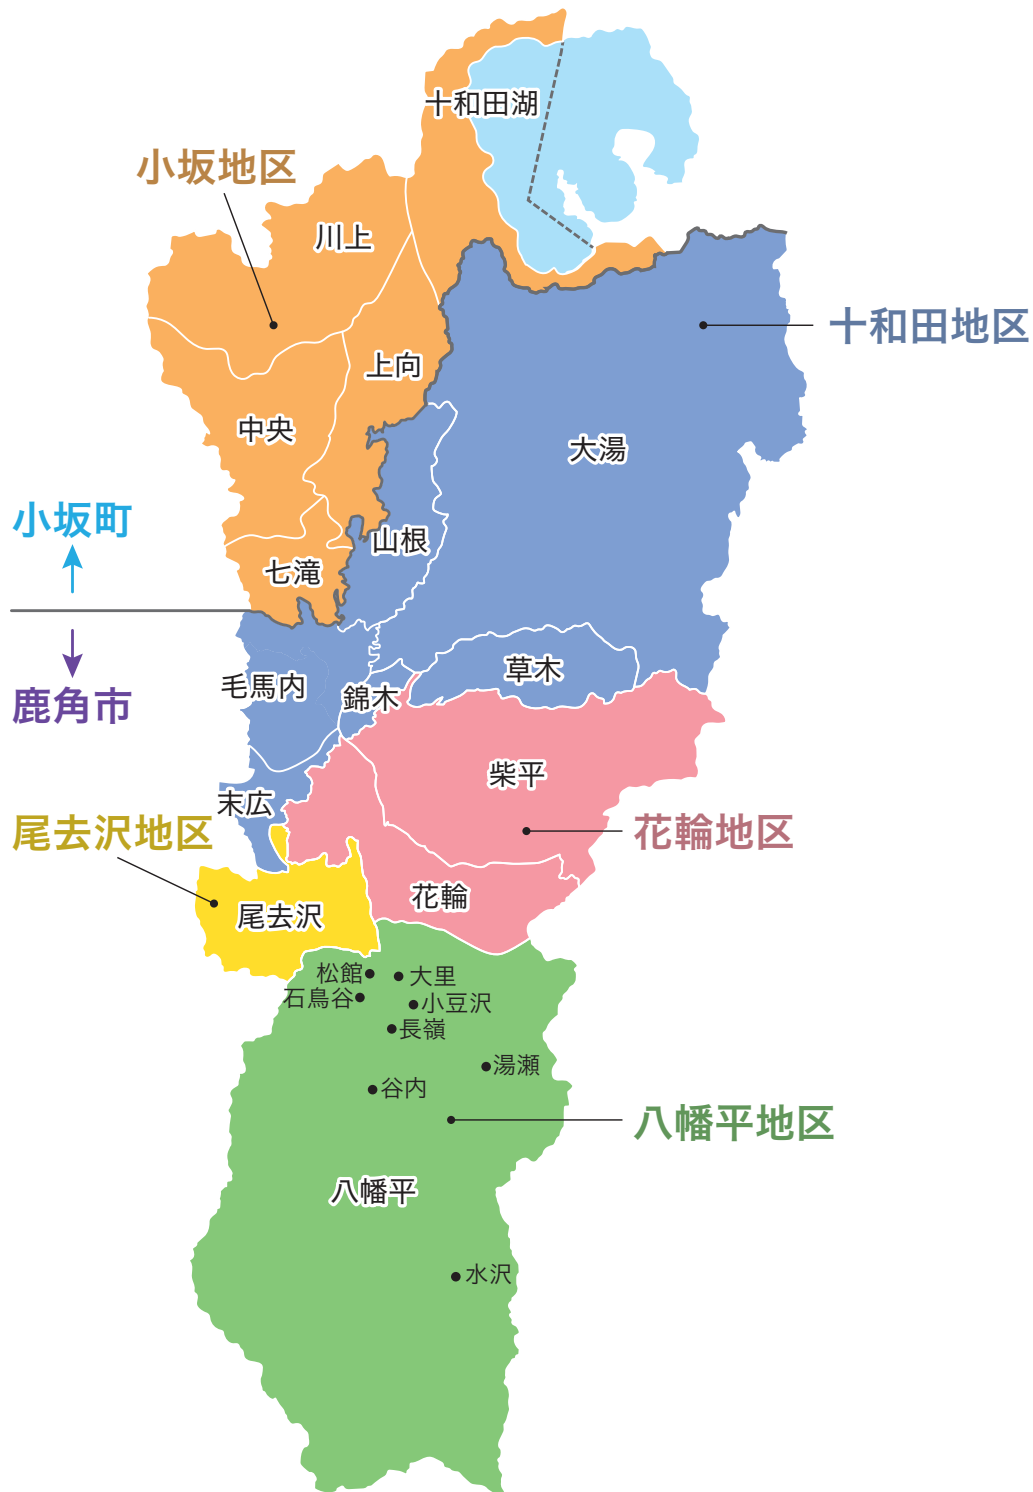 十和田湖
小坂地区
川上
十和田地区
上向
中央
大湯
小坂町
山根
七滝
鹿角市
毛馬内
錦木
草木
柴平
末広
尾去沢地区
花輪地区
花輪
尾去沢
松館
大里
石鳥谷
小豆沢
長嶺
湯瀬
谷内
八幡平地区
八幡平
水沢